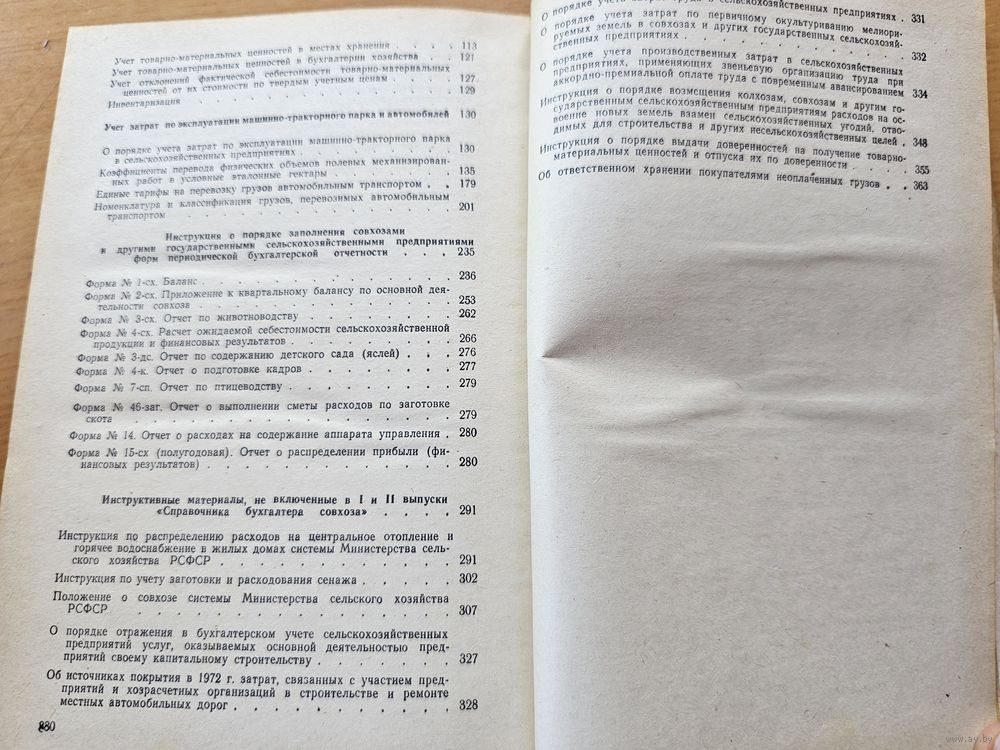 Учет товарно-материальных ценностей в местах хранения . . . . 113
Учет товарно-материальных ценностей в бухгалтерии хозяйства . . . 121
Учет отклонений фактической себестоимости товарно-материальных
ценностей от их стоимости по твердым учетным ценам . . . . 127
Инвентаризация . . . . . . . . . . 129
Учет затрат по эксплуатации машинно-тракторного парка и автомобилей 130
О порядке учета затрат по эксплуатации машинно-тракторного парка
в сельскохозяйственных предприятиях . . . . . . . 130
Коэффициенты перевода физических объемов полевых механизирован-
ных работ в условные эталонные гектары . . . . . . 135
Единые тарифы на перевозку грузов автомобильным транспортом . . 179
Номенклатура и классификация грузов, перевозимых автомобильным
транспортом . . . . . . . . . . 201
Инструкция о порядке заполнения совхозами
и другими государственными сельскохозяйственными предприятиями
форм периодической бухгалтерской отчетности . . . 235
Форма № 1-сх. Баланс . . . . . . . . . . 236
Форма № 2-сх. Приложение к квартальному балансу по основной дея-
тельности совхоза . . . . . . . . . . 253
Форма № 3-сх. Отчет по животноводству . . . . . . . 262
Форма № 4-сх. Расчет ожидаемой себестоимости сельскохозяйственной
продукции и финансовых результатов . . . . . . . 266
Форма № 3-дс. Отчет по содержанию детского сада (яслей) . . . 276
Форма № 4-к. Отчет о подготовке кадров . . . . . . . 277
Форма № 7-сп. Отчет по птицеводству . . . . . . . . 279
Форма № 46-заг. Отчет о выполнении сметы расходов по заготовке
скота . . . . . . . . . . . . 279
Форма № 14. Отчет о расходах на содержание аппарата управления . 280
Форма № 15-сх (полугодовая). Отчет о распределении прибыли (фи-
нансовых результатов) . . . . . . . . . . 280
Инструктивные материалы, не включенные в I и II выпуски
«Справочника бухгалтера совхоза» . . . . 291
Инструкция по распределению расходов на центральное отопление и
горячее водоснабжение в жилых домах системы Министерства сель-
ского хозяйства РСФСР . . . . . . . . . . 291
Инструкция по учету заготовки и расходования сенажа . . . . 302
Положение о совхозе системы Министерства сельского хозяйства
РСФСР . . . . . . . . . . . . 307
О порядке отражения в бухгалтерском учете сельскохозяйственных
предприятий услуг, оказываемых основной деятельностью пред-
приятий своему капитальному строительству . . . . . . 327
Об источниках покрытия в 1972 г. затрат, связанных с участием пред-
приятий и хозрасчетных организаций в строительстве и ремонте
местных автомобильных дорог . . . . . . . . . 328
380
О порядке учета затрат труда в сельскохозяйственных предприятиях . 331
О порядке учета затрат по первичному окультуриванию мелиори-
руемых земель в совхозах и других государственных сельскохозяй-
ственных предприятиях . . . . . . . . . 332
О порядке учета производственных затрат в сельскохозяйственных
предприятиях, применяющих звеньевую организацию труда при
аккордно-премиальной оплате труда с повременным авансированием 334
Инструкция о порядке возмещения колхозам, совхозам и другим го-
сударственным сельскохозяйственным предприятиям расходов на ос-
воение новых земель взамен сельскохозяйственных угодий, отво-
димых для строительства и других несельскохозяйственных целей . 348
Инструкция о порядке выдачи доверенностей на получение товарно-
материальных ценностей и отпуска их по доверенности . . . . 355
Об ответственном хранении покупателями неоплаченных грузов . . 363
www.ay.by